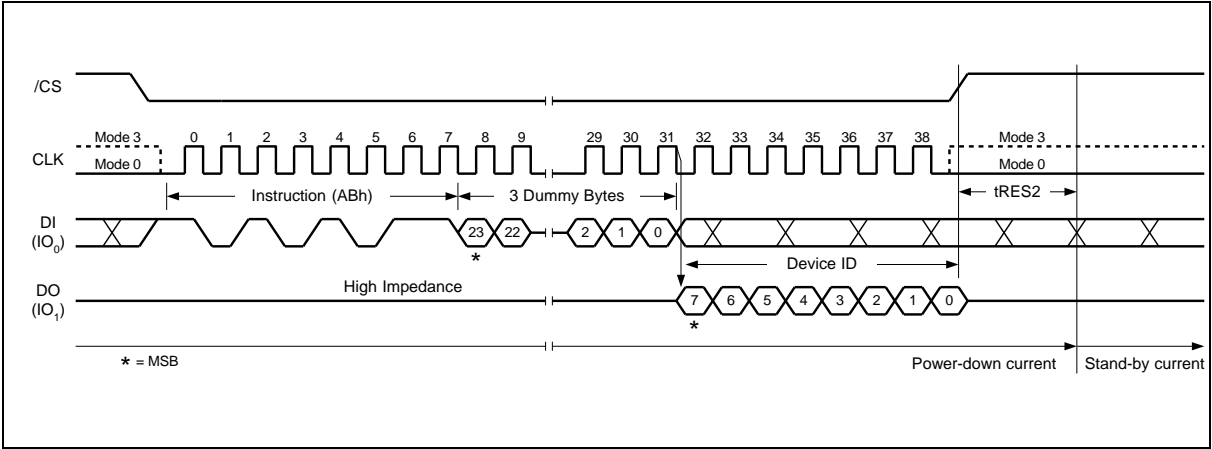 /CS
Mode 3 0 1 2 3 4 5 6 7 8 9 29 30 31 32 33 34 35 36 37 38 Mode 3
CLK
Mode 0 Mode 0
Instruction (ABh) 3 Dummy Bytes tRES2
DI
(IO0)
23 22 2 1 0
*
Device ID
High Impedance
DO
(IO1)
7 6 5 4 3 2 1 0
*
* = MSB
Power-down current Stand-by current